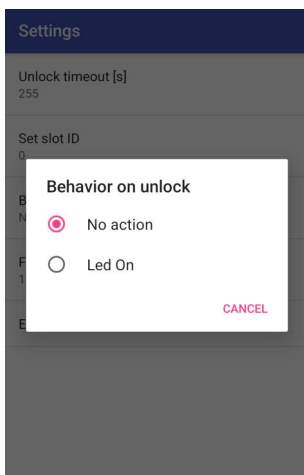 Settings
Unlock timeout [s]
255
Set slot ID
0
Behavior on unlock
No action
Led On
CANCEL